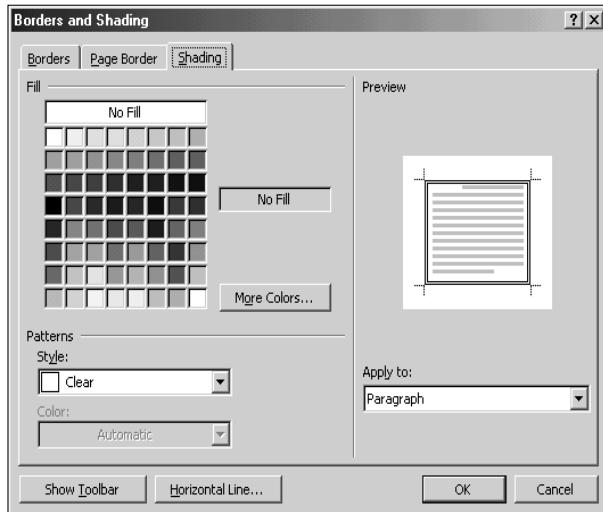 Borders and Shading
Borders Page Border Shading
Fill
Preview
No Fill
No Fill
More Colors...
Patterns
Style:
Clear
Apply to:
Paragraph
Color:
Automatic
Show Toolbar Horizontal Line... OK Cancel